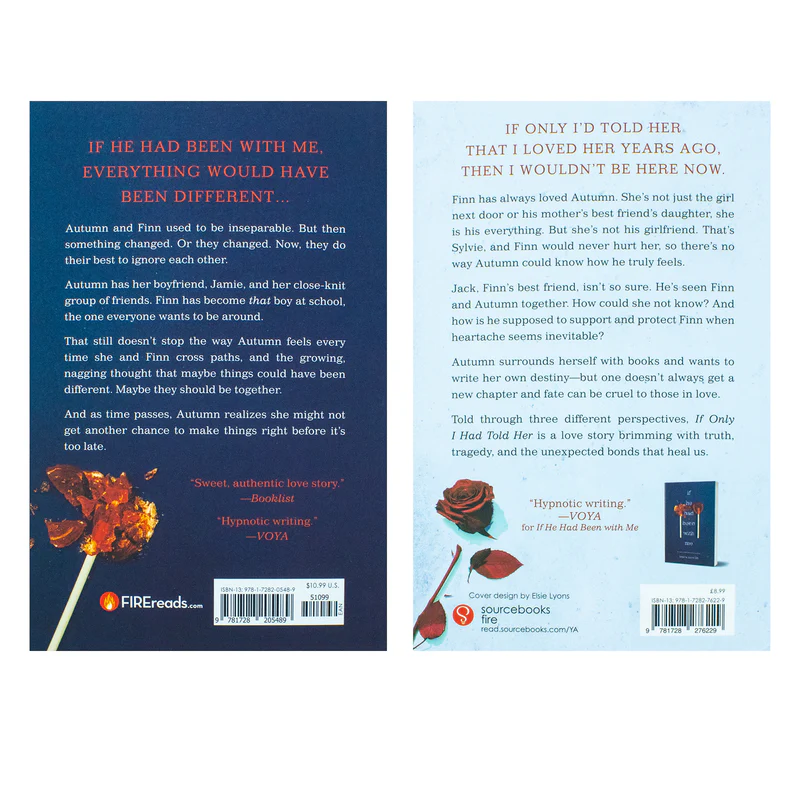 IF HE HAD BEEN WITH ME,
EVERYTHING WOULD HAVE
BEEN DIFFERENT...
Autumn and Finn used to be inseparable. But then
something changed. Or they changed. Now, they do
their best to ignore each other.
Autumn has her boyfriend, Jamie, and her close-knit
group of friends. Finn has become that boy at school,
the one everyone wants to be around.
That still doesn't stop the way Autumn feels every
time she and Finn cross paths, and the growing,
nagging thought that maybe things could have been
different. Maybe they should be together.
And as time passes, Autumn realizes she might not
get another chance to make things right before it's
too late.
"Sweet, authentic love story."
—Booklist
"Hypnotic writing."
—VOYA
FIREreads.com
ISBN-13: 978-1-7282-0548-9
$10.99 U.S.
51099
EAN
9 781728 205489
IF ONLY I'D TOLD HER
THAT I LOVED HER YEARS AGO,
THEN I WOULDN'T BE HERE NOW.
Finn has always loved Autumn. She's not just the girl
next door or his mother's best friend's daughter, she
is his everything. But she's not his girlfriend. That's
Sylvie, and Finn would never hurt her, so there's no
way Autumn could know how he truly feels.
Jack, Finn's best friend, isn't so sure. He's seen Finn
and Autumn together. How could she not know? And
how is he supposed to support and protect Finn when
heartache seems inevitable?
Autumn surrounds herself with books and wants to
write her own destiny—but one doesn't always get a
new chapter and fate can be cruel to those in love.
Told through three different perspectives, If Only
I Had Told Her is a love story brimming with truth,
tragedy, and the unexpected bonds that heal us.
"Hypnotic writing."
—VOYA
for If He Had Been with Me
if
he
had
been
with
me
Cover design by Elsie Lyons
sourcebooks
fire
read.sourcebooks.com/YA
£8.99
ISBN-13: 978-1-7282-7622-9
9 781728 276229